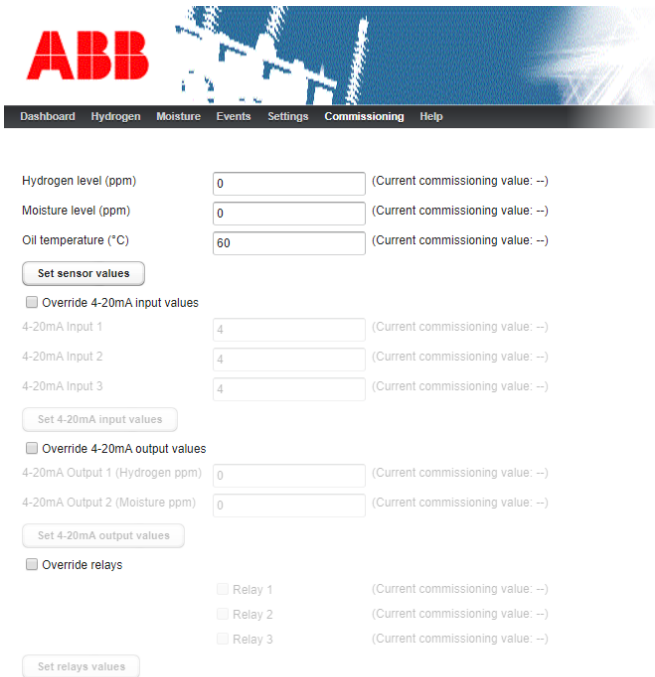 ABB
Dashboard Hydrogen Moisture Events Settings Commissioning Help
Hydrogen level (ppm) 0 (Current commissioning value: --)
Moisture level (ppm) 0 (Current commissioning value: --)
Oil temperature (°C) 60 (Current commissioning value: --)
Set sensor values
Override 4-20mA input values
4-20mA Input 1 4 (Current commissioning value: --)
4-20mA Input 2 4 (Current commissioning value: --)
4-20mA Input 3 4 (Current commissioning value: --)
Set 4-20mA input values
Override 4-20mA output values
4-20mA Output 1 (Hydrogen ppm) 0 (Current commissioning value: --)
4-20mA Output 2 (Moisture ppm) 0 (Current commissioning value: --)
Set 4-20mA output values
Override relays
Relay 1 (Current commissioning value: --)
Relay 2 (Current commissioning value: --)
Relay 3 (Current commissioning value: --)
Set relays values